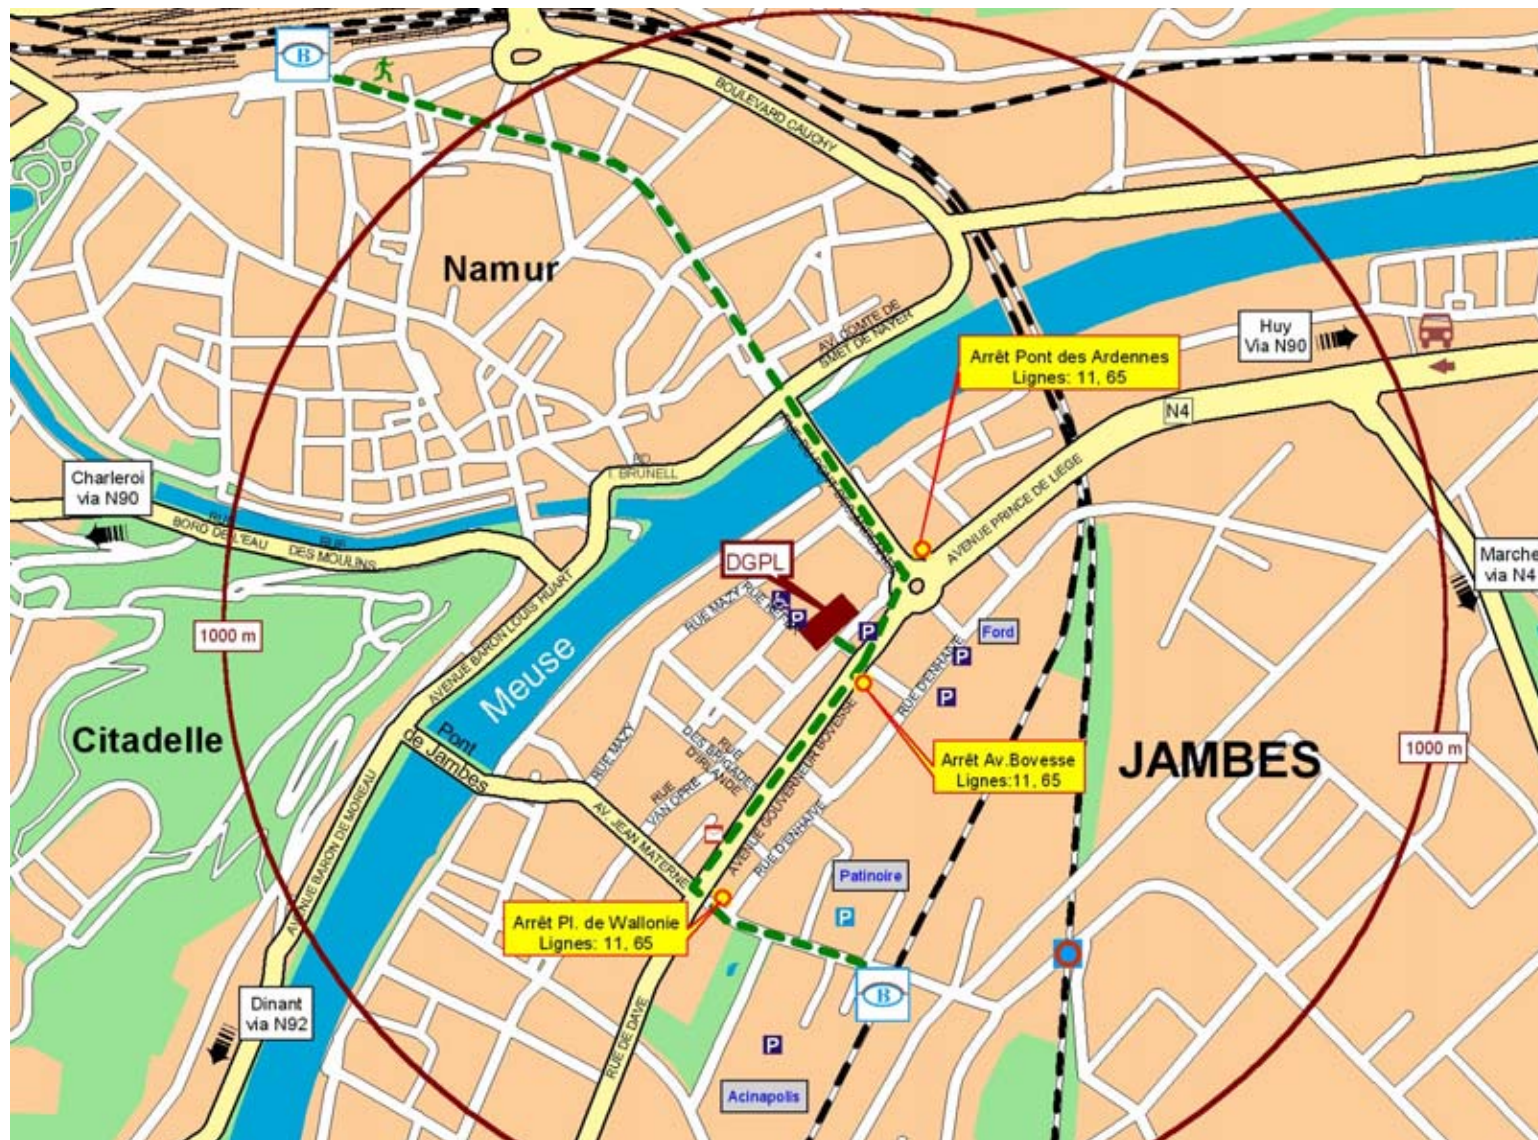 B
BOULEVARD CAUCHY
Namur
AV. COMTE DE
SMET DE NAYER
Huy
Via N90
Arrêt Pont des Ardennes
Lignes: 11, 65
N4
BD
I BRUNELL
Charleroi
via N90
RUE
BORD DE L'EAU
RUE
DES MOULINS
AVENUE PRINCE DE LIEGE
Marche
via N4
DGPL
RUE MAZY
P
P
1000 m
Ford
P
P
AVENUE BARON LOUIS HUART
Meuse
RUE D'ENHAIVE
Citadelle
Pont
de Jambes
RUE MAZY
RUE
DES BRIGADES
D'IRLANDE
AVENUE GOUVERNEUR BOVESSE
Arrêt Av.Bovesse
Lignes:11, 65
JAMBES
1000 m
RUE
VAN OPRE
AV. JEAN MATERNE
RUE D'ENHAIVE
AVENUE BARON DE MOREAU
Patinoire
P
Arrêt Pl. de Wallonie
Lignes: 11, 65
B
Dinant
via N92
RUE DE DAVE
P
Acinapolis